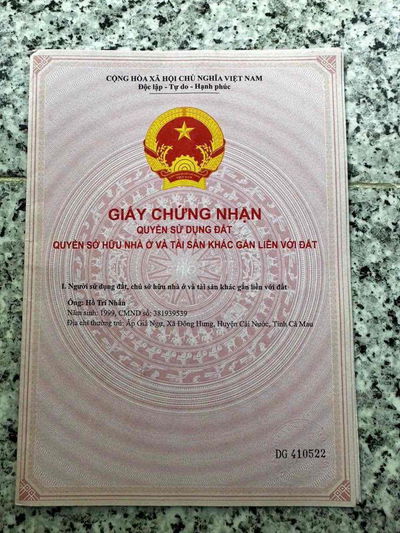 CỘNG HÒA XÃ HỘI CHỦ NGHĨA VIỆT NAM
Độc lập - Tự do - Hạnh phúc
GIẤY CHỨNG NHẬN
QUYỀN SỬ DỤNG ĐẤT
QUYỀN SỞ HỮU NHÀ Ở VÀ TÀI SẢN KHÁC GẮN LIỀN VỚI ĐẤT
I. Người sử dụng đất, chủ sở hữu nhà ở và tài sản khác gắn liền với đất
Ông: Hồ Trí Nhân
Năm sinh: 1999, CMND số: 381939539
Địa chỉ thường trú: Ấp Giá Ngự, Xã Đông Hưng, Huyện Cái Nước, Tỉnh Cà Mau
DG 410522